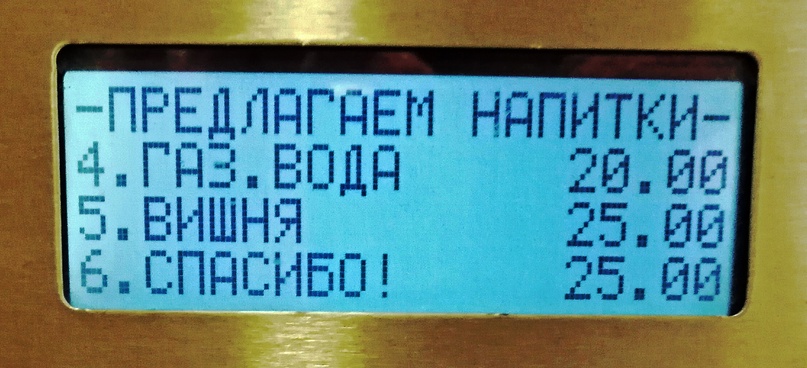 -ПРЕДЛАГАЕМ НАПИТКИ-
4.ГАЗ.ВОДА 20.00
5.ВИШНЯ 25.00
6.СПАСИБО! 25.00